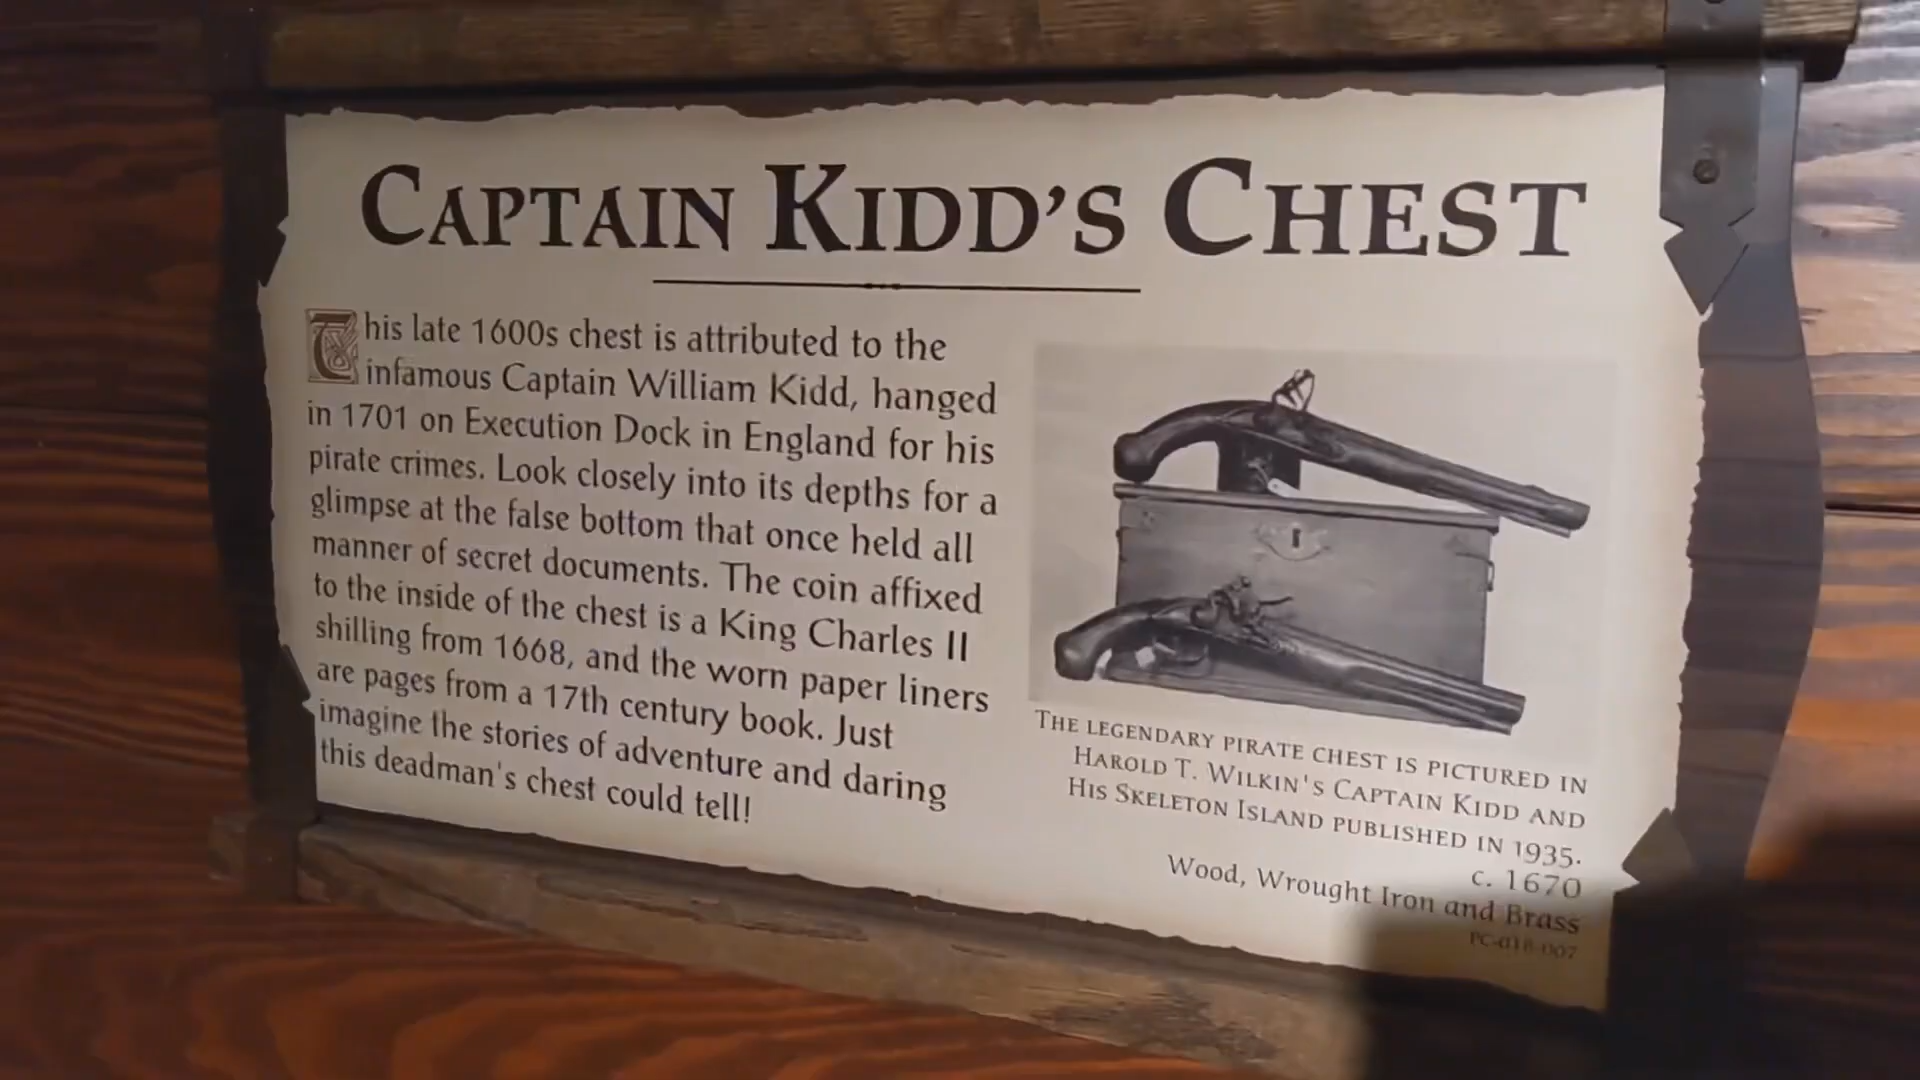 CAPTAIN KIDD'S CHEST
This late 1600s chest is attributed to the
infamous Captain William Kidd, hanged
in 1701 on Execution Dock in England for his
pirate crimes. Look closely into its depths for a
glimpse at the false bottom that once held all
manner of secret documents. The coin affixed
to the inside of the chest is a King Charles II
shilling from 1668, and the worn paper liners
are pages from a 17th century book. Just
imagine the stories of adventure and daring
this deadman's chest could tell!
THE LEGENDARY PIRATE CHEST IS PICTURED IN
HAROLD T. WILKIN'S CAPTAIN KIDD AND
HIS SKELETON ISLAND PUBLISHED IN 1935.
c. 1670
Wood, Wrought Iron and Brass